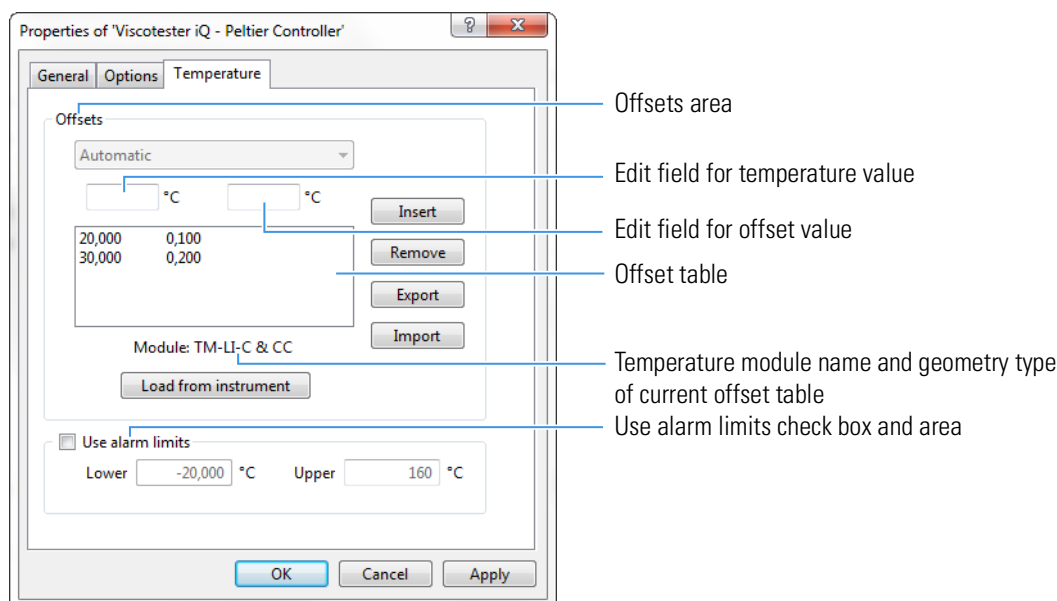 Properties of 'Viscotester iQ - Peltier Controller'
General Options Temperature
Offsets area
Offsets
Automatic
Edit field for temperature value
°C °C
Insert
Edit field for offset value
20,000 0,100
30,000 0,200
Remove
Offset table
Export
Import
Module: TM-LI-C & CC
Temperature module name and geometry type
of current offset table
Load from instrument
Use alarm limits check box and area
Use alarm limits
Lower -20,000 °C Upper 160 °C
OK Cancel Apply